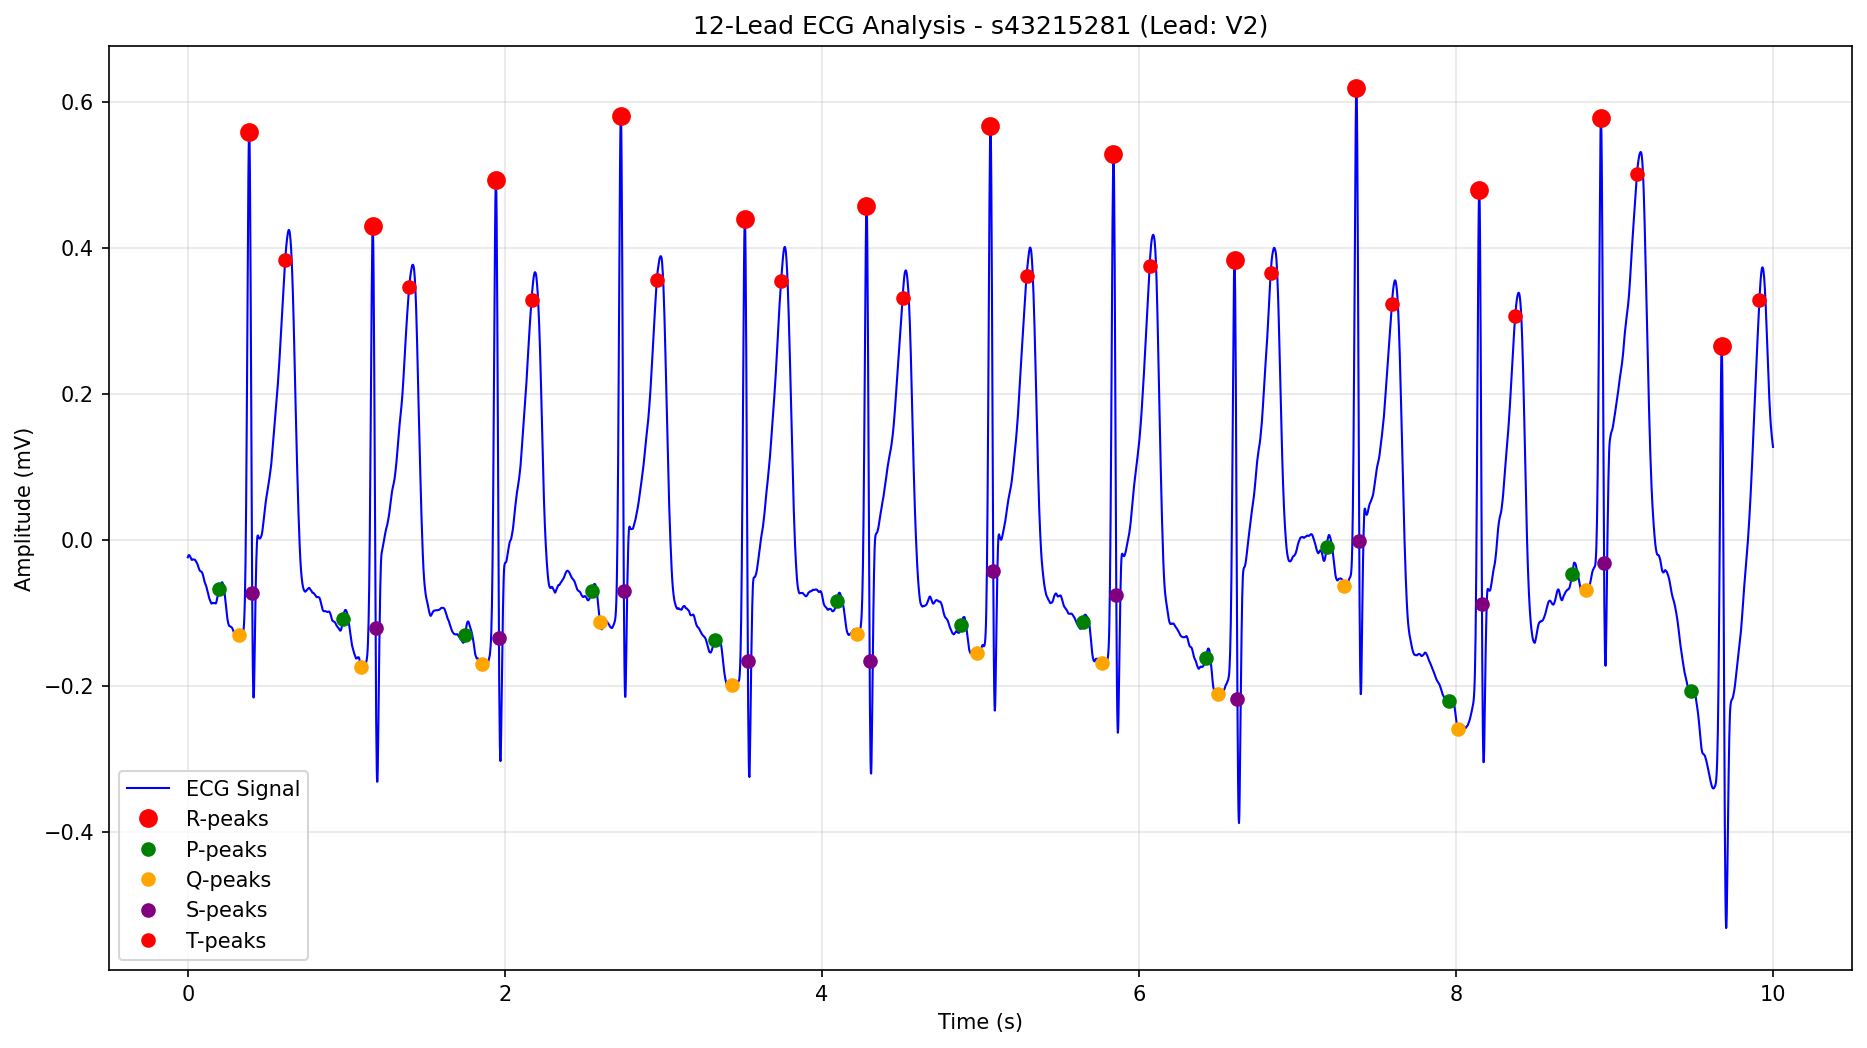 12-Lead ECG Analysis - s43215281 (Lead: V2)
Amplitude (mV)
0.6
0.4
0.2
0.0
−0.2
−0.4
ECG Signal
R-peaks
P-peaks
Q-peaks
S-peaks
T-peaks
0 2 4 6 8 10
Time (s)